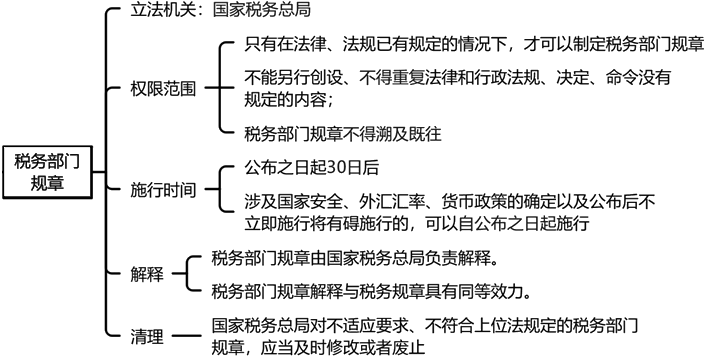 税务部门
规章
立法机关：国家税务总局
权限范围
只有在法律、法规已有规定的情况下，才可以制定税务部门规章
不能另行创设、不得重复法律和行政法规、决定、命令没有
规定的内容；
税务部门规章不得溯及既往
施行时间
公布之日起30日后
涉及国家安全、外汇汇率、货币政策的确定以及公布后不
立即施行将有碍施行的，可以自公布之日起施行
解释
税务部门规章由国家税务总局负责解释。
税务部门规章解释与税务规章具有同等效力。
清理
国家税务总局对不适应要求、不符合上位法规定的税务部门
规章，应当及时修改或者废止